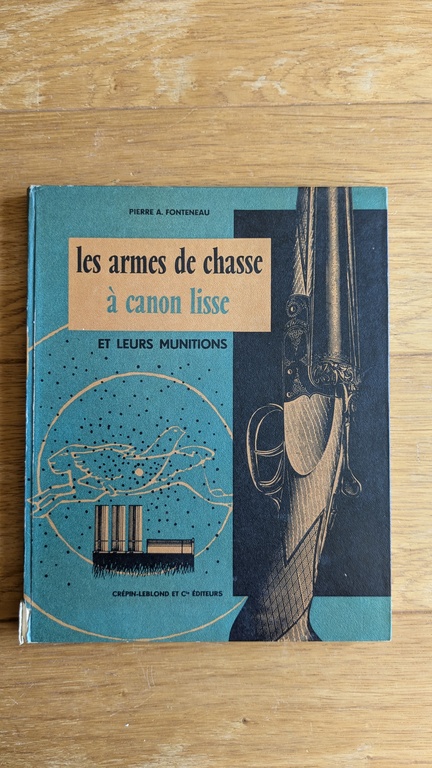 PIERRE A. FONTENEAU
les armes de chasse
à canon lisse
ET LEURS MUNITIONS
CRÉPIN-LEBLOND ET Cie ÉDITEURS